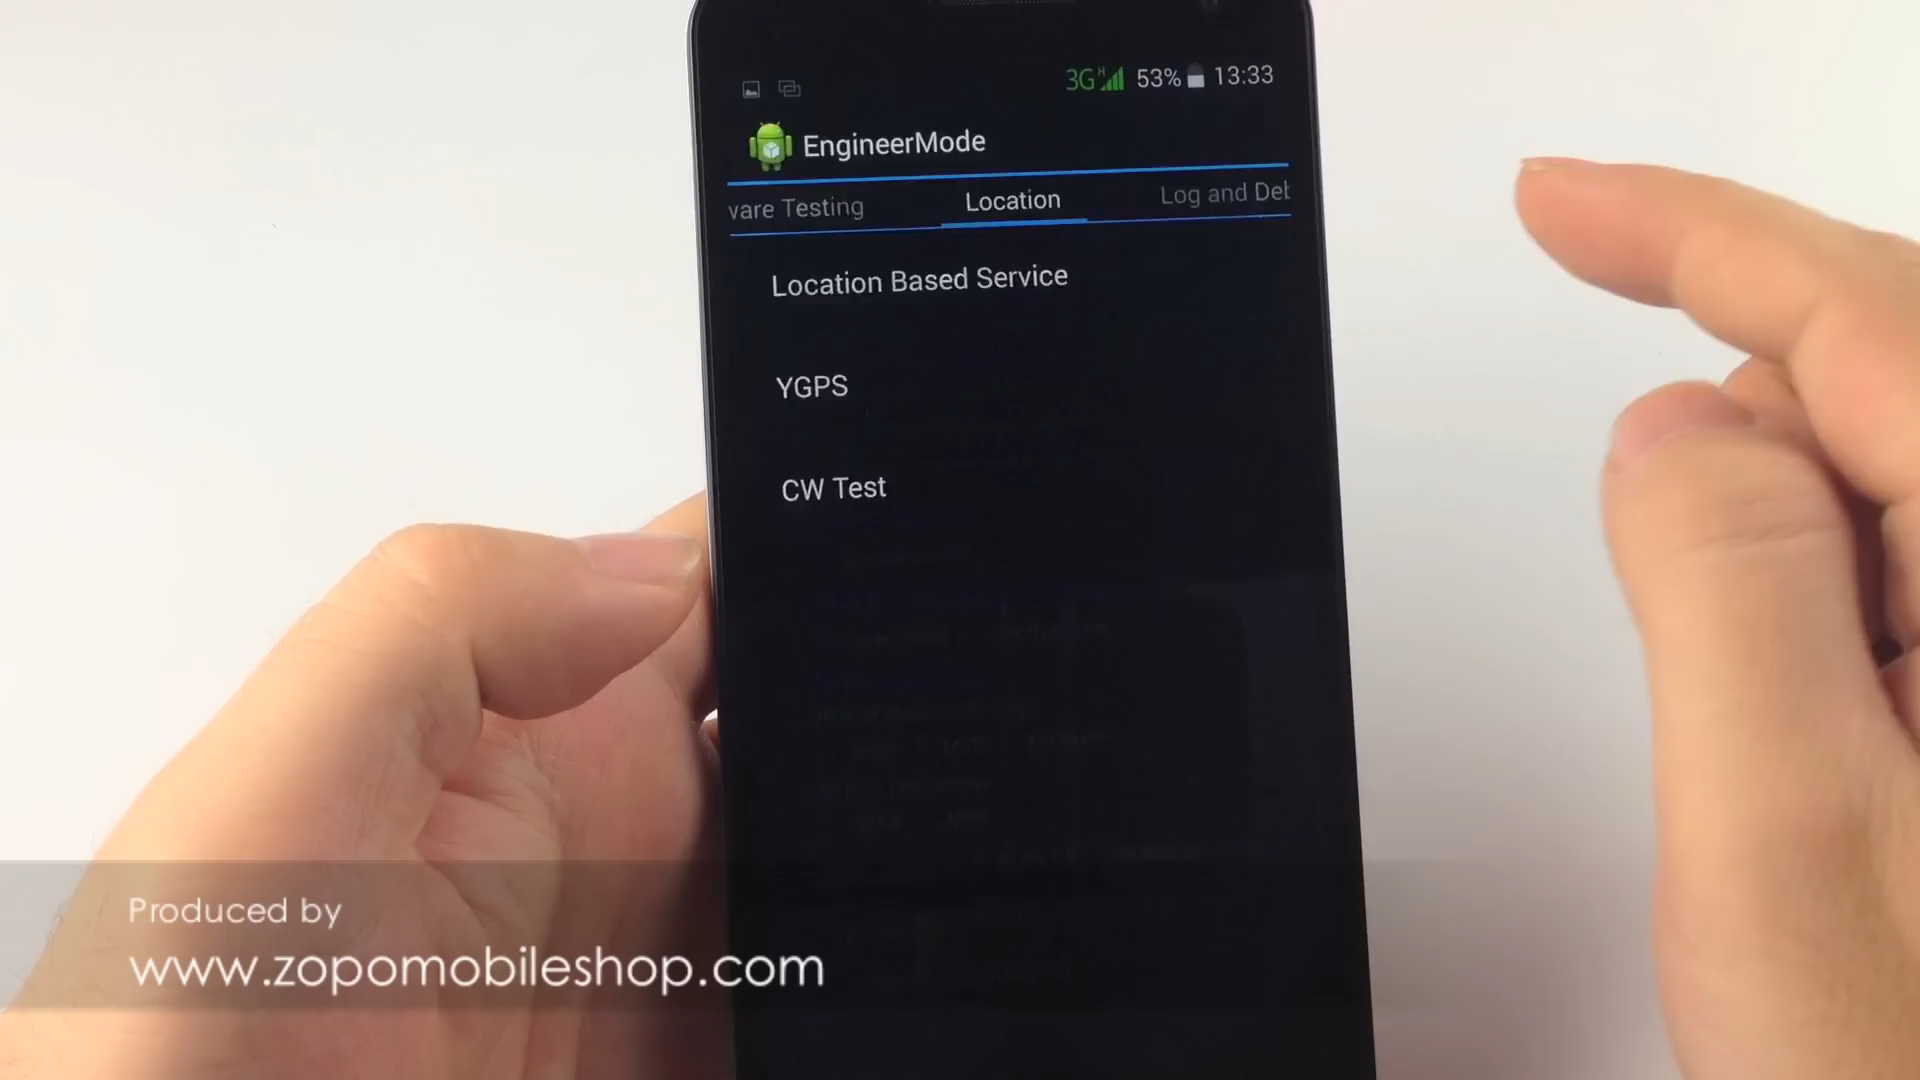 3G H 53% 13:33
EngineerMode
vare Testing Location Log and Deb
Location Based Service
YGPS
CW Test
Produced by
www.zopomobileshop.com